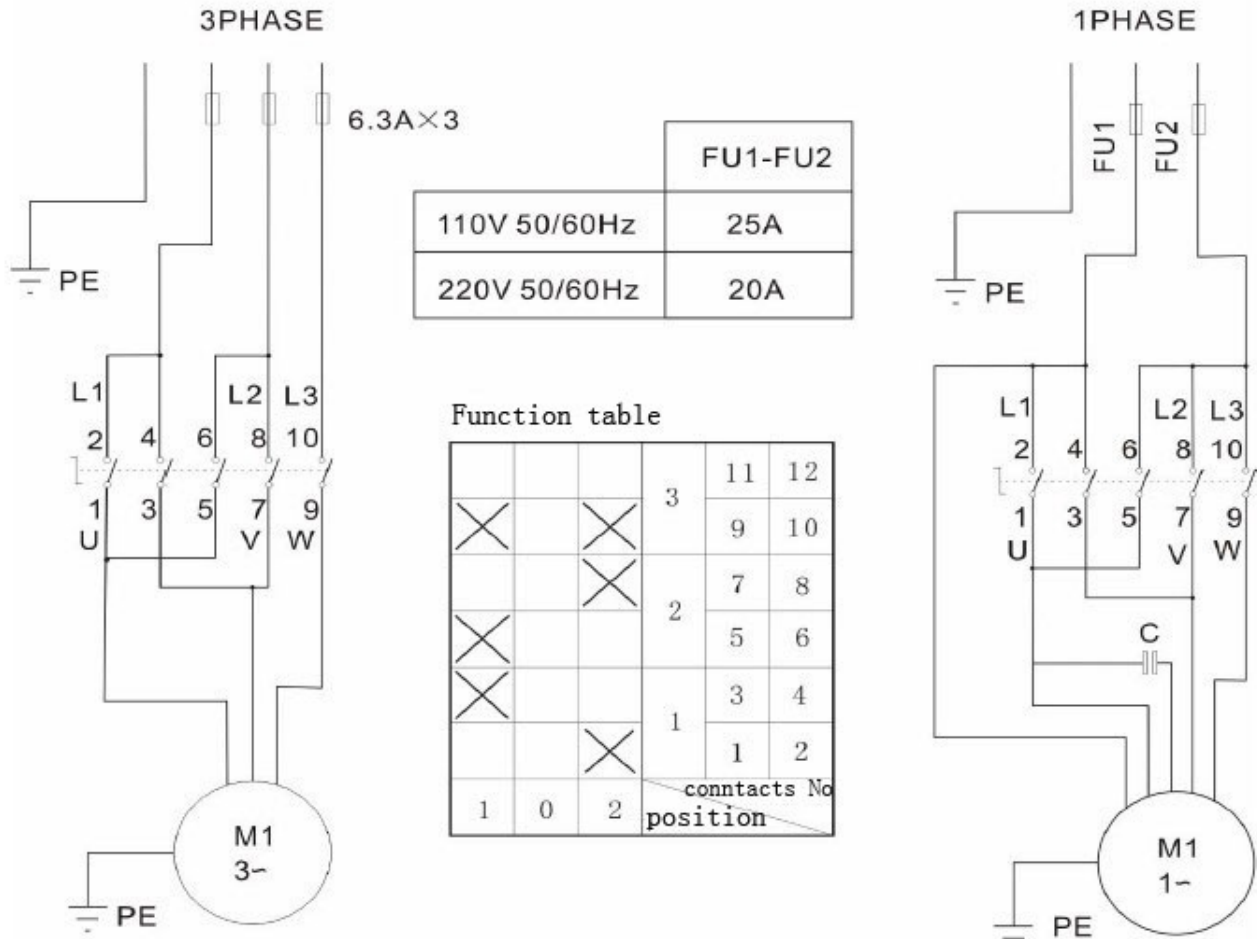 3PHASE
6.3A×3
PE
L1 L2 L3
2 4 6 8 10
1 3 5 7 9
U V W
M1
3~
PE
FU1-FU2
110V 50/60Hz 25A
220V 50/60Hz 20A
Function table
3 11 12
9 10
2 7 8
5 6
1 3 4
1 2
conntacts No
1 0 2 position
1PHASE
FU1 FU2
PE
L1 L2 L3
2 4 6 8 10
1 3 5 7 9
U V W
C
M1
1~
PE